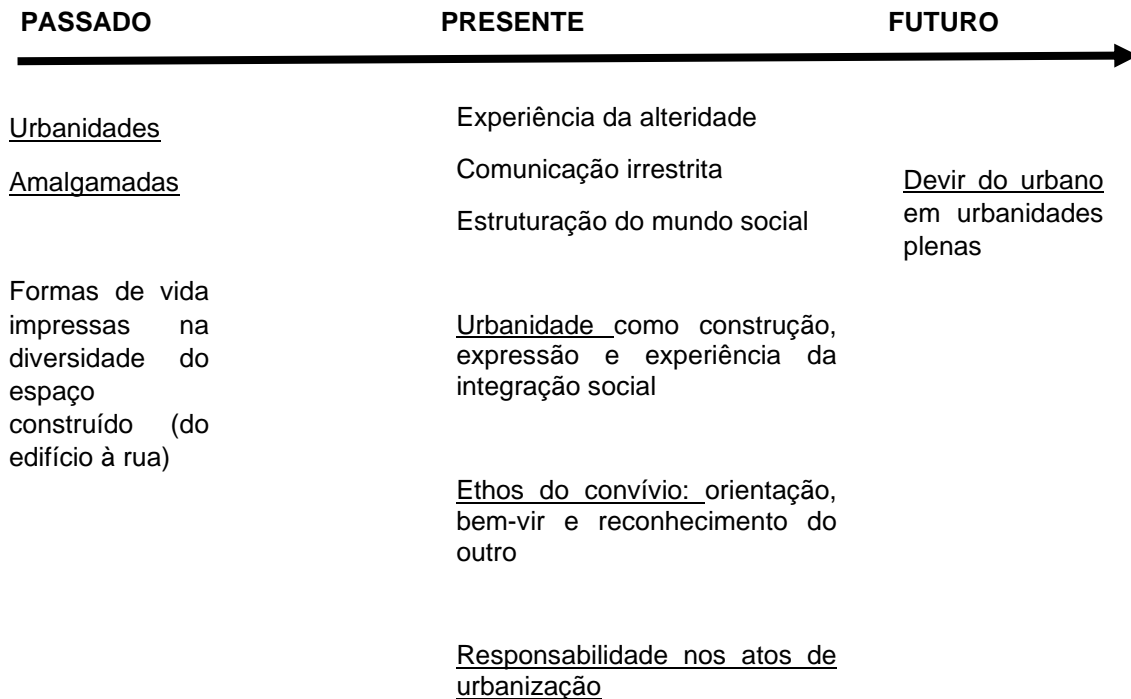 PASSADO PRESENTE FUTURO
Urbanidades
Amalgamadas
Formas de vida
impressas na
diversidade do
espaço
construído (do
edifício à rua)
Experiência da alteridade
Comunicação irrestrita
Estruturação do mundo social
Urbanidade como construção,
expressão e experiência da
integração social
Ethos do convívio: orientação,
bem-vir e reconhecimento do
outro
Responsabilidade nos atos de
urbanização
Devir do urbano
em urbanidades
plenas